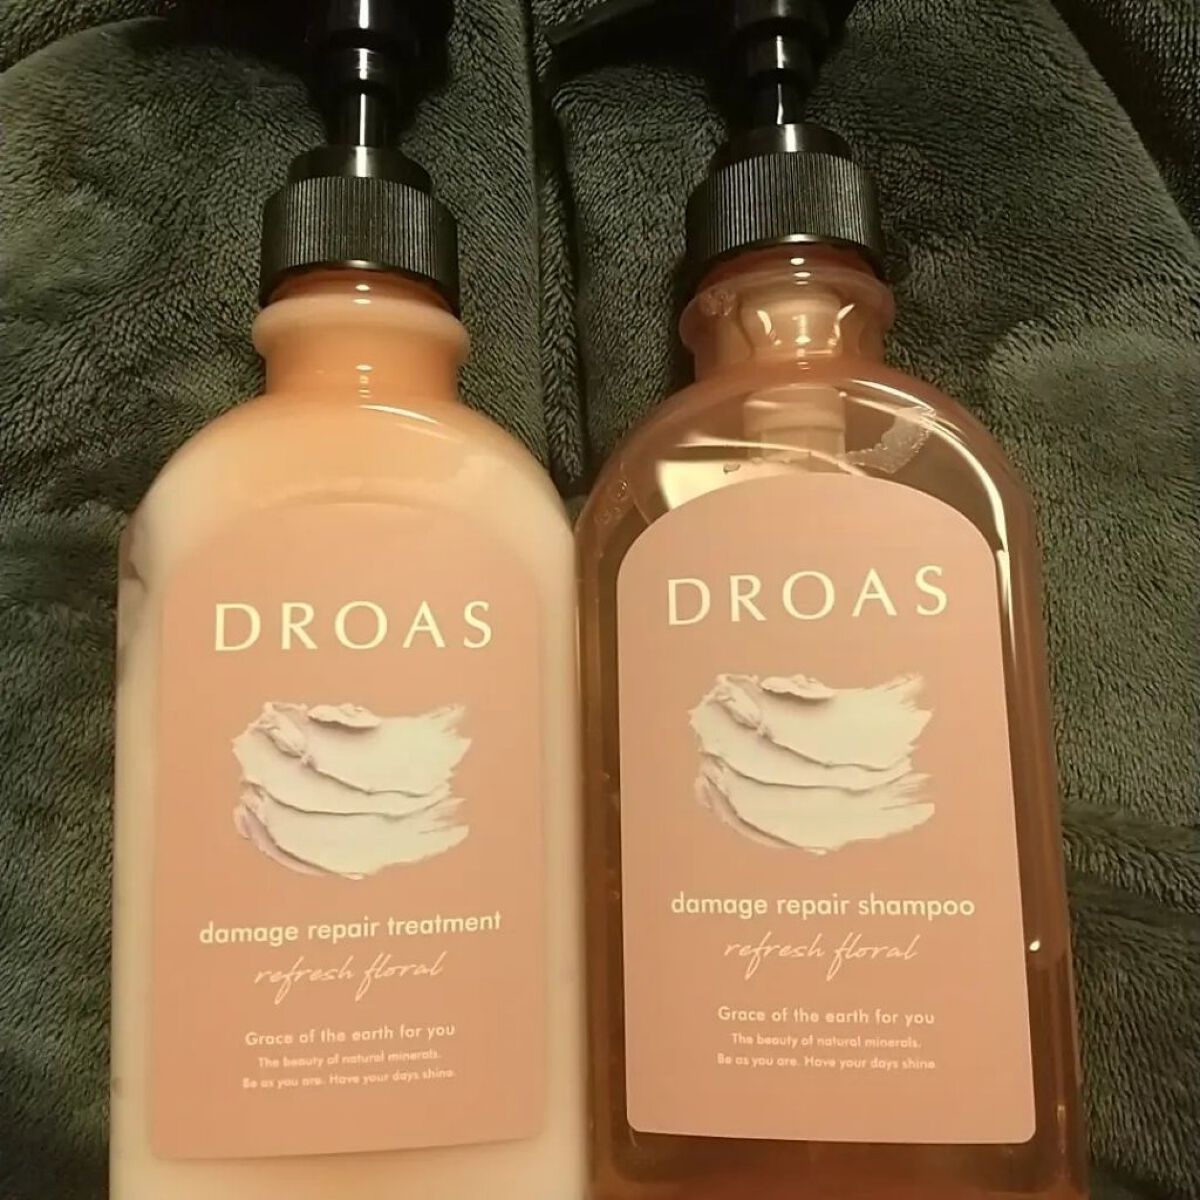 DROAS
damage repair treatment
refresh floral
Grace of the earth for you
The beauty of natural minerals.
Be as you are. Have your days shine.
DROAS
damage repair shampoo
refresh floral
Grace of the earth for you
The beauty of natural minerals.
Be as you are. Have your days shine.